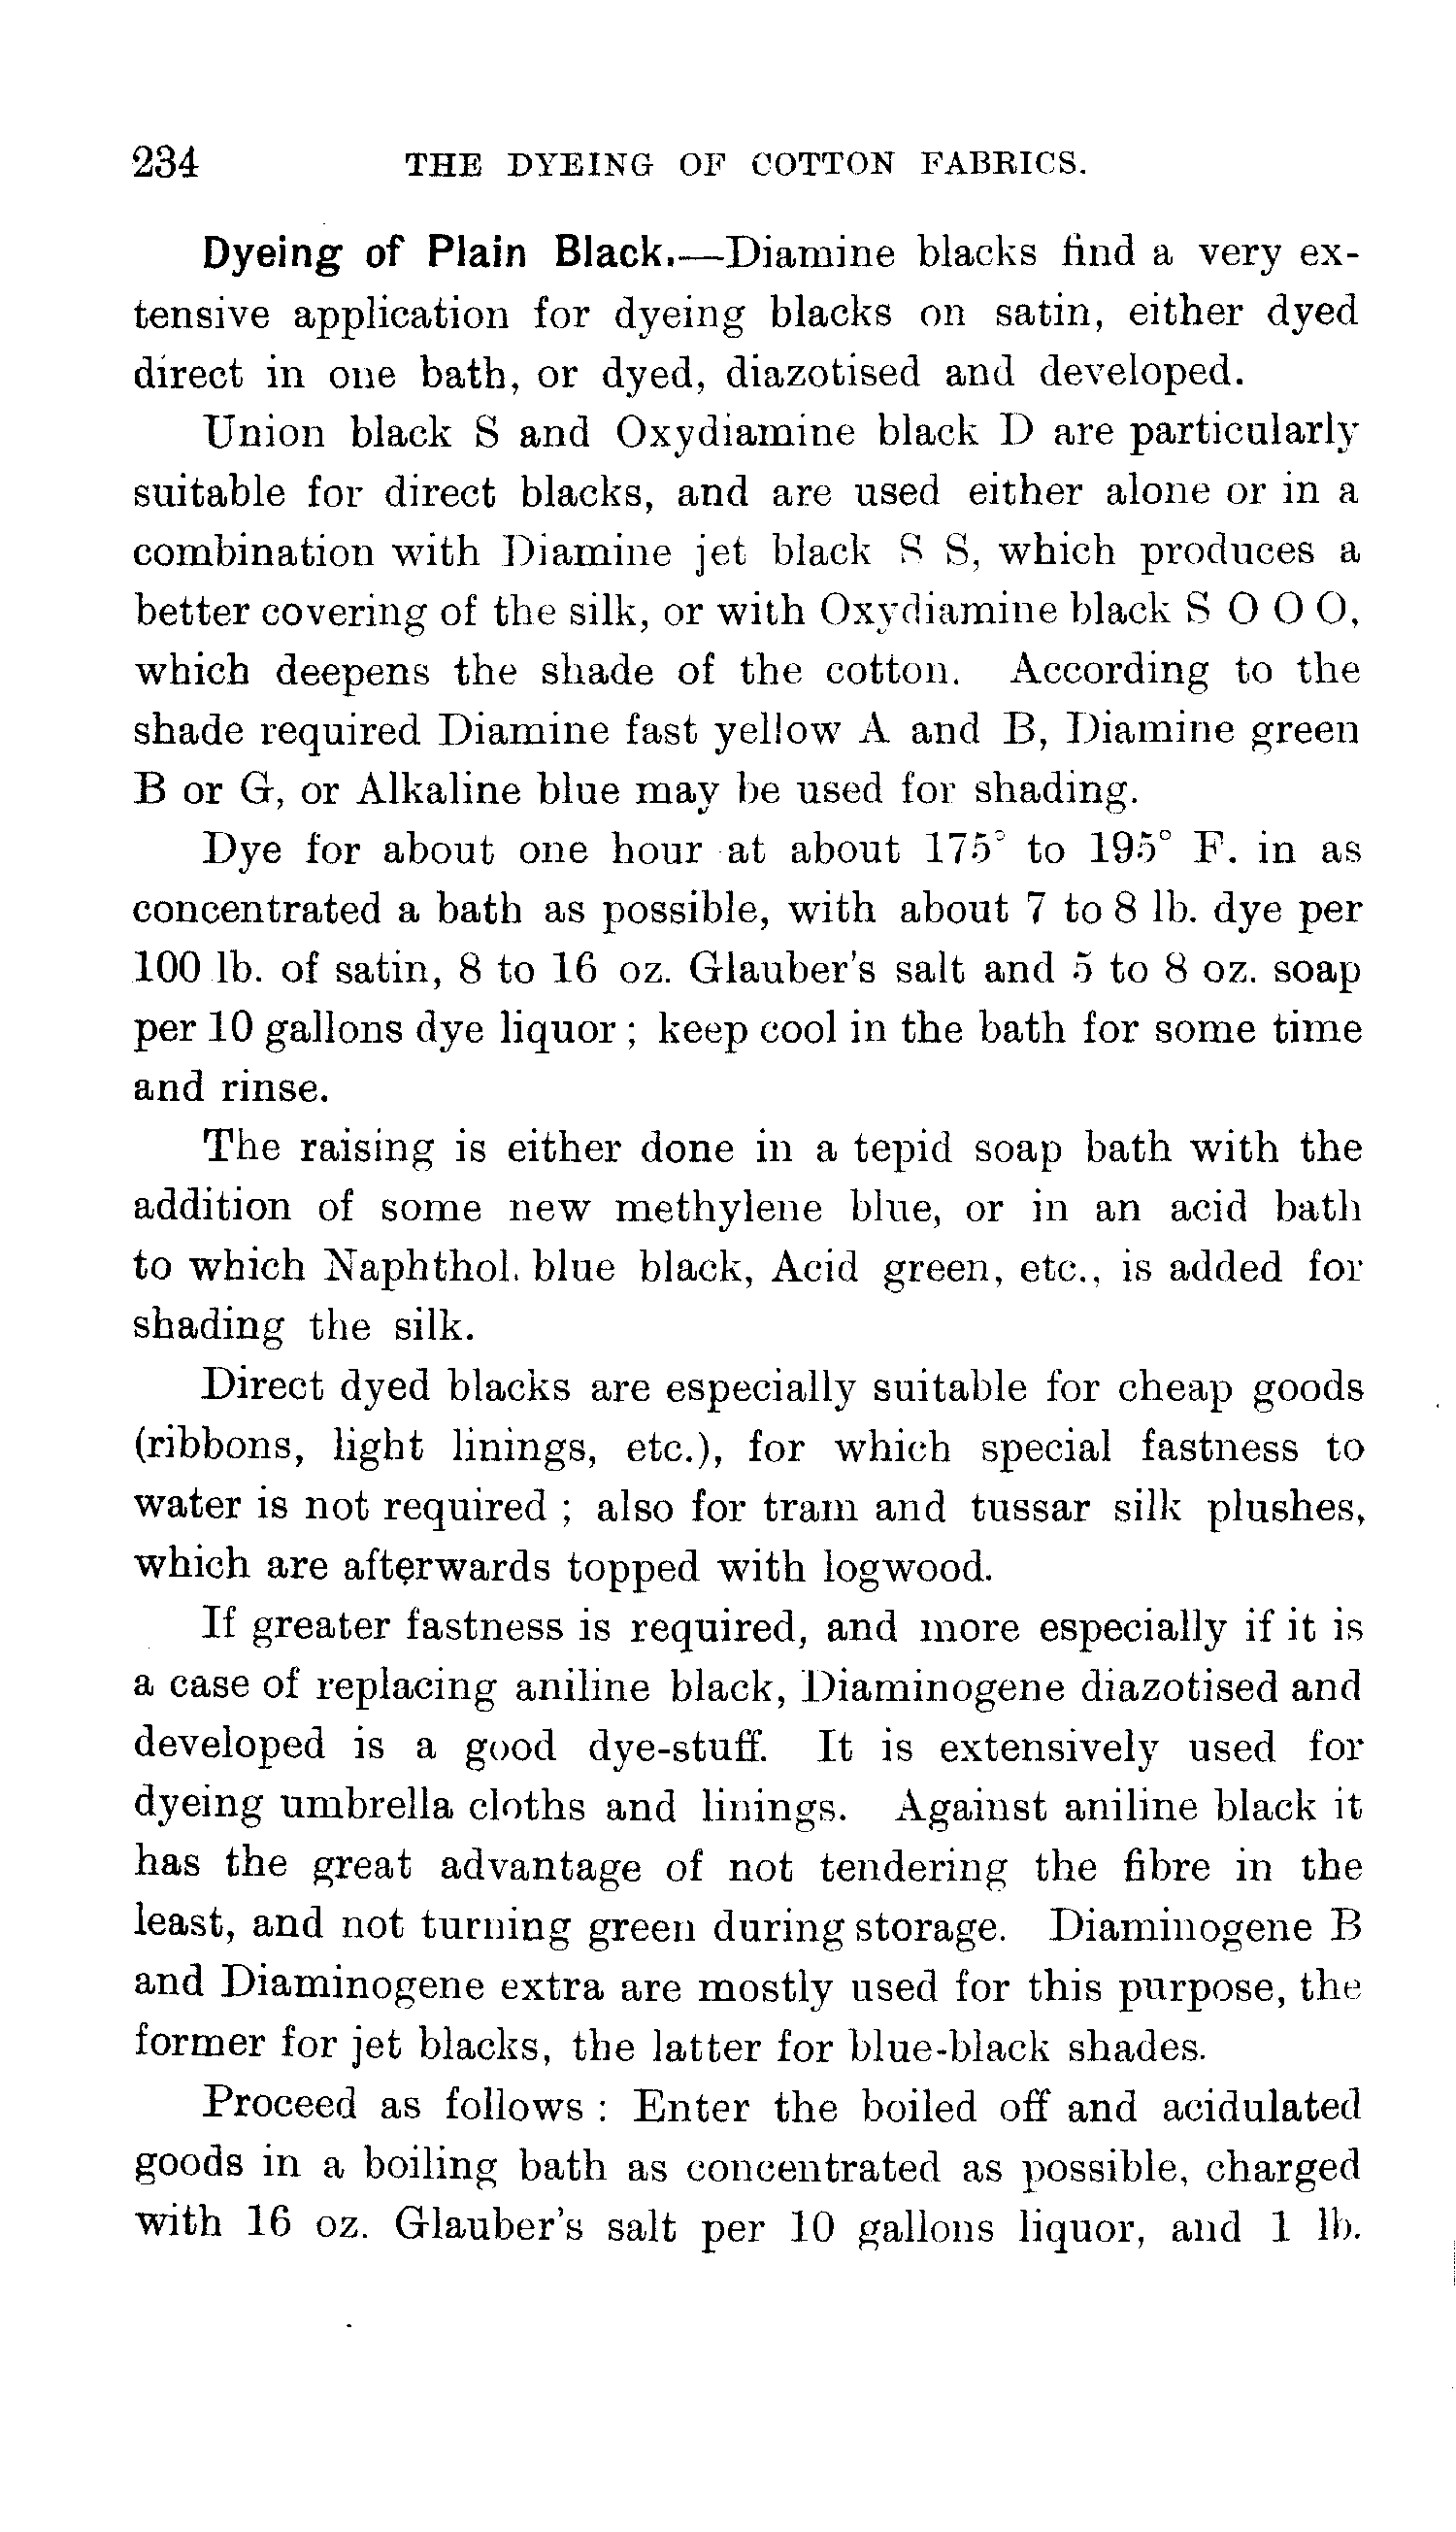 234 THE DYEING OF COTTON FABRICS.
Dyeing of Plain Black.—Diamine blacks find a very ex-
tensive application for dyeing blacks on satin, either dyed
direct in one bath, or dyed, diazotised and developed.
Union black S and Oxydiamine black D are particularly
suitable for direct blacks, and are used either alone or in a
combination with Diamine jet black S S, which produces a
better covering of the silk, or with Oxydiamine black S O O O,
which deepens the shade of the cotton. According to the
shade required Diamine fast yellow A and B, Diamine green
B or G, or Alkaline blue may be used for shading.
Dye for about one hour at about 175° to 195° F. in as
concentrated a bath as possible, with about 7 to 8 lb. dye per
100 lb. of satin, 8 to 16 oz. Glauber's salt and 5 to 8 oz. soap
per 10 gallons dye liquor ; keep cool in the bath for some time
and rinse.
The raising is either done in a tepid soap bath with the
addition of some new methylene blue, or in an acid bath
to which Naphthol. blue black, Acid green, etc., is added for
shading the silk.
Direct dyed blacks are especially suitable for cheap goods
(ribbons, light linings, etc.), for which special fastness to
water is not required ; also for tram and tussar silk plushes,
which are afterwards topped with logwood.
If greater fastness is required, and more especially if it is
a case of replacing aniline black, Diaminogene diazotised and
developed is a good dye-stuff. It is extensively used for
dyeing umbrella cloths and linings. Against aniline black it
has the great advantage of not tendering the fibre in the
least, and not turning green during storage. Diaminogene B
and Diaminogene extra are mostly used for this purpose, the
former for jet blacks, the latter for blue-black shades.
Proceed as follows : Enter the boiled off and acidulated
goods in a boiling bath as concentrated as possible, charged
with 16 oz. Glauber's salt per 10 gallons liquor, and 1 lb.